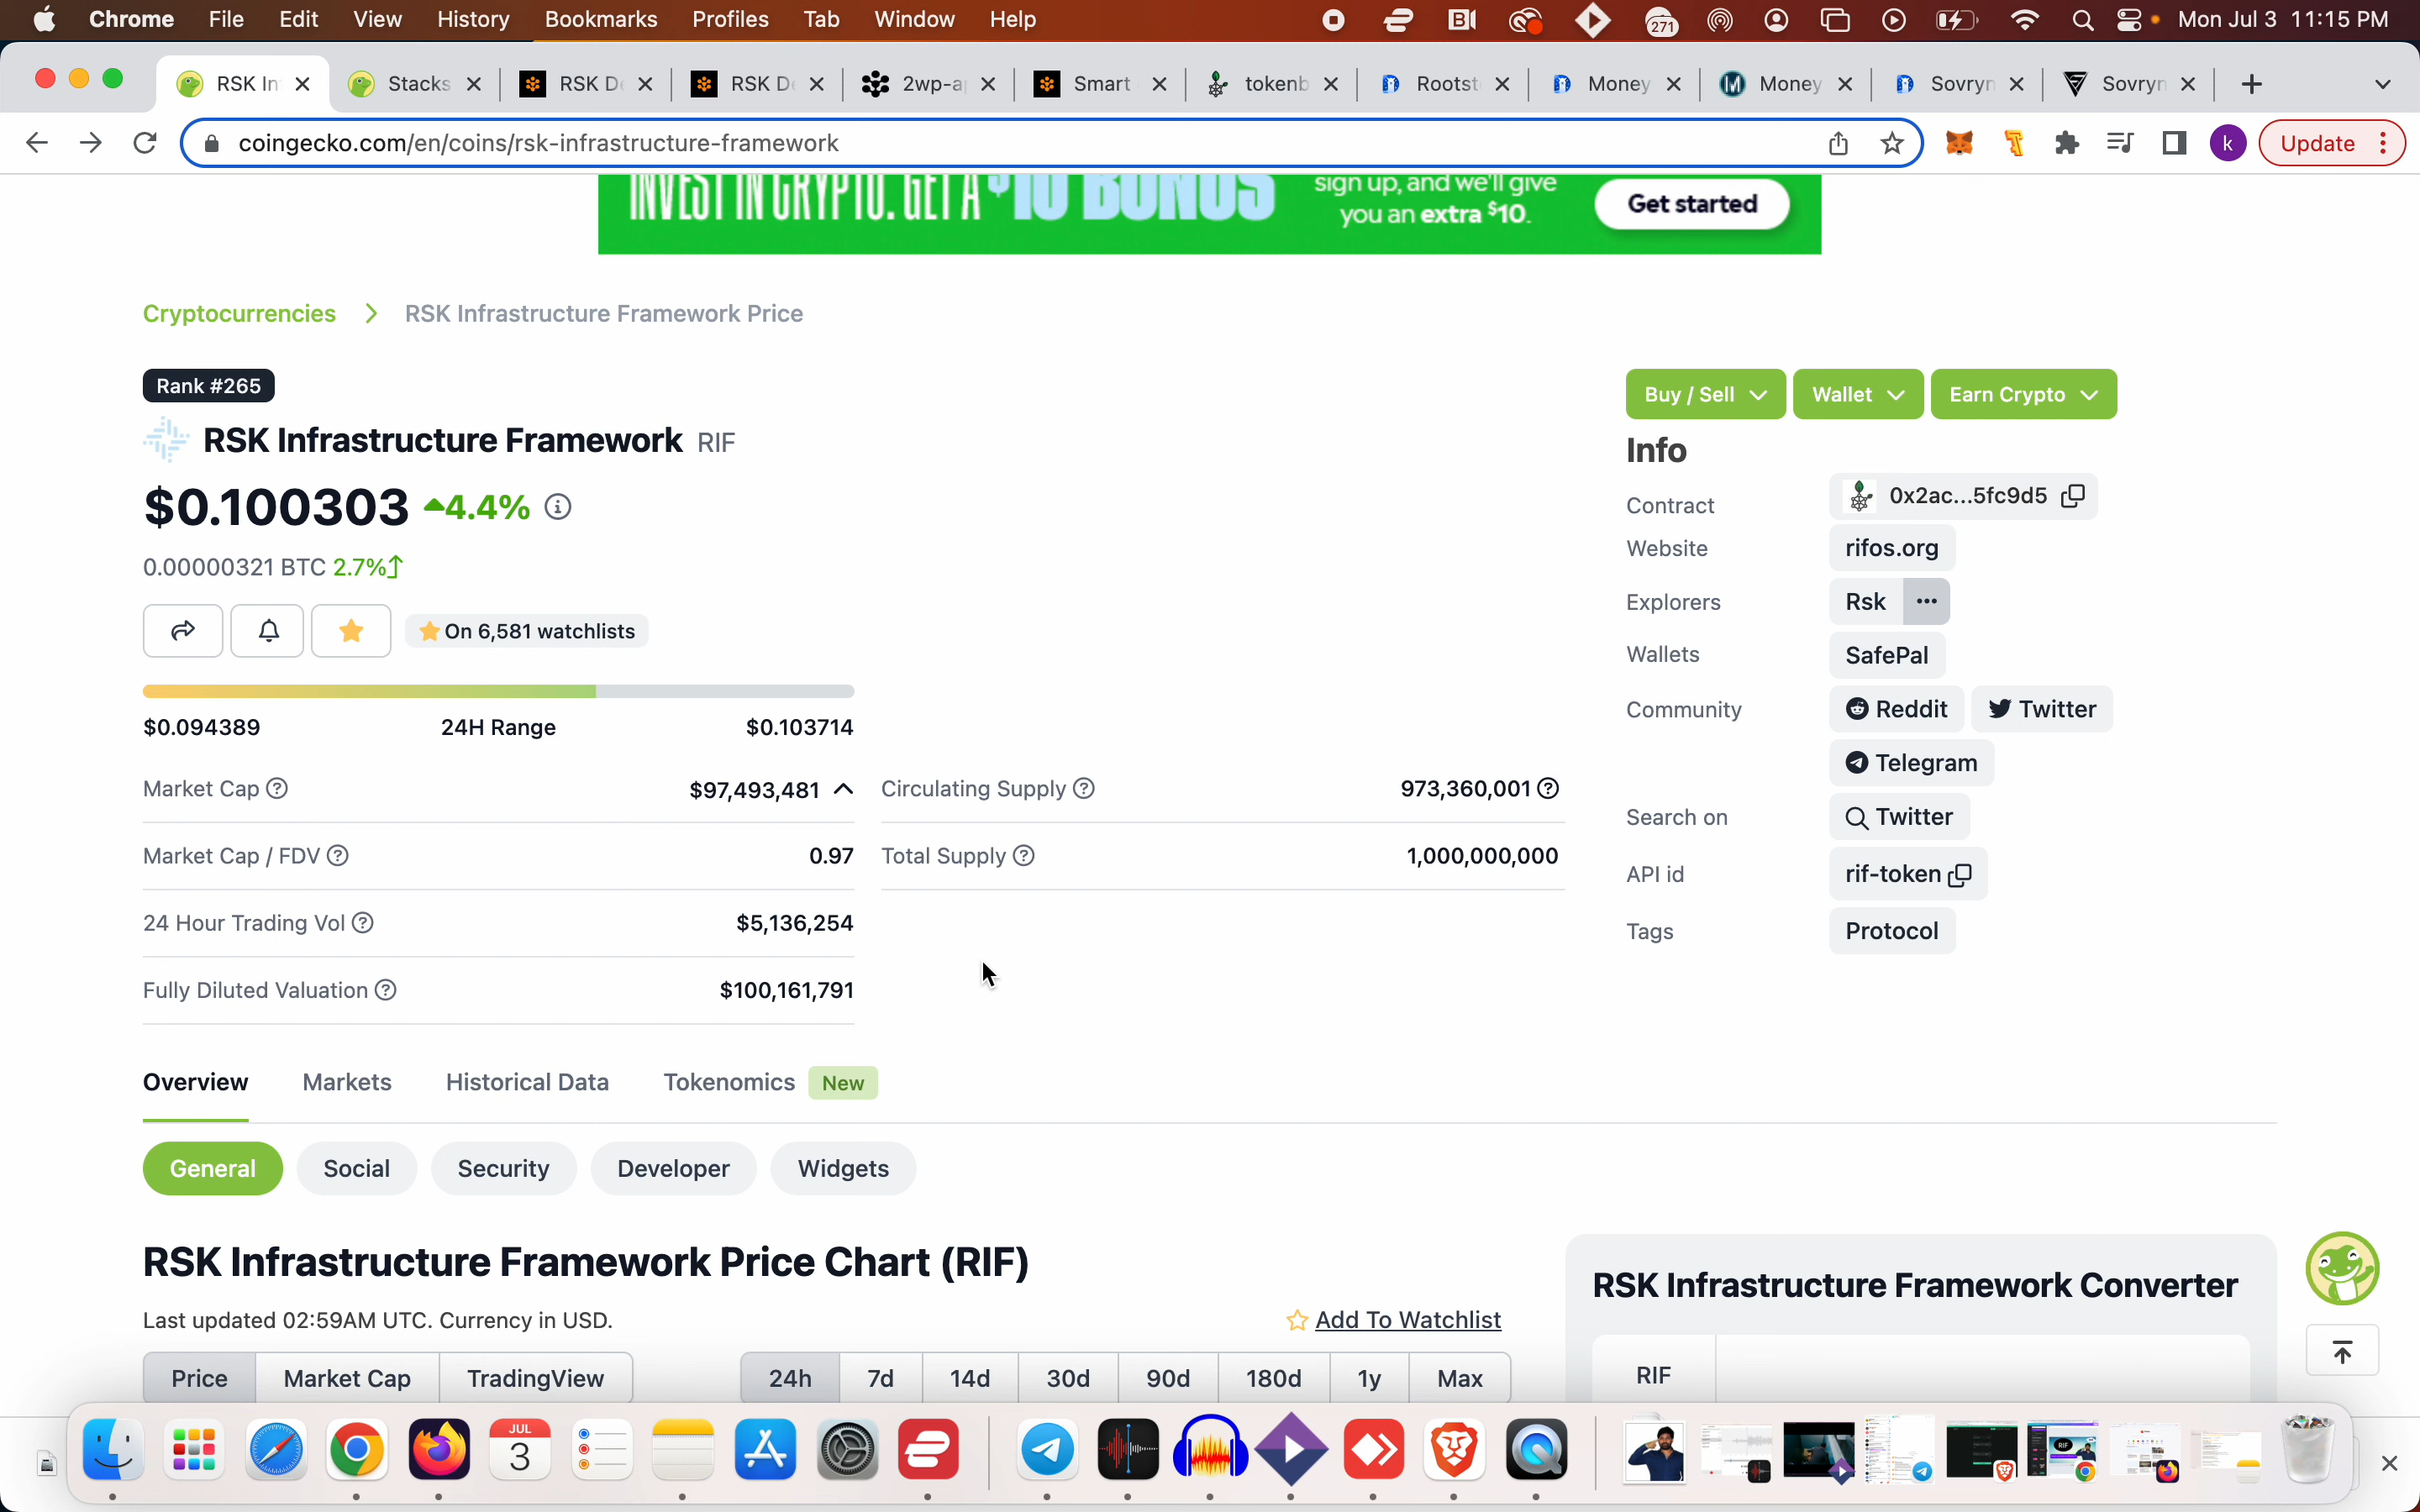 Chrome File Edit View History Bookmarks Profiles Tab Window Help 271 Mon Jul 3 11:15 PM
RSK In Stacks RSK De RSK De 2wp-a Smart tokenb Rootst Money Money Sovryn Sovryn
coingecko.com/en/coins/rsk-infrastructure-framework k Update
INVEST IN CRYPTO. GET A $10 BONUS sign up, and we'll give
you an extra $10. Get started
Cryptocurrencies RSK Infrastructure Framework Price
Rank #265
RSK Infrastructure Framework RIF
$0.100303 4.4%
0.00000321 BTC 2.7%
On 6,581 watchlists
$0.094389 24H Range $0.103714
Market Cap $97,493,481
Market Cap / FDV 0.97
24 Hour Trading Vol $5,136,254
Fully Diluted Valuation $100,161,791
Circulating Supply 973,360,001
Total Supply 1,000,000,000
Buy / Sell Wallet Earn Crypto
Info
Contract 0x2ac...5fc9d5
Website rifos.org
Explorers Rsk
Wallets SafePal
Community Reddit Twitter
Telegram
Search on Twitter
API id rif-token
Tags Protocol
Overview Markets Historical Data Tokenomics New
General Social Security Developer Widgets
RSK Infrastructure Framework Price Chart (RIF)
Last updated 02:59AM UTC. Currency in USD.
Add To Watchlist
Price Market Cap TradingView 24h 7d 14d 30d 90d 180d 1y Max
RSK Infrastructure Framework Converter
RIF
JUL
3